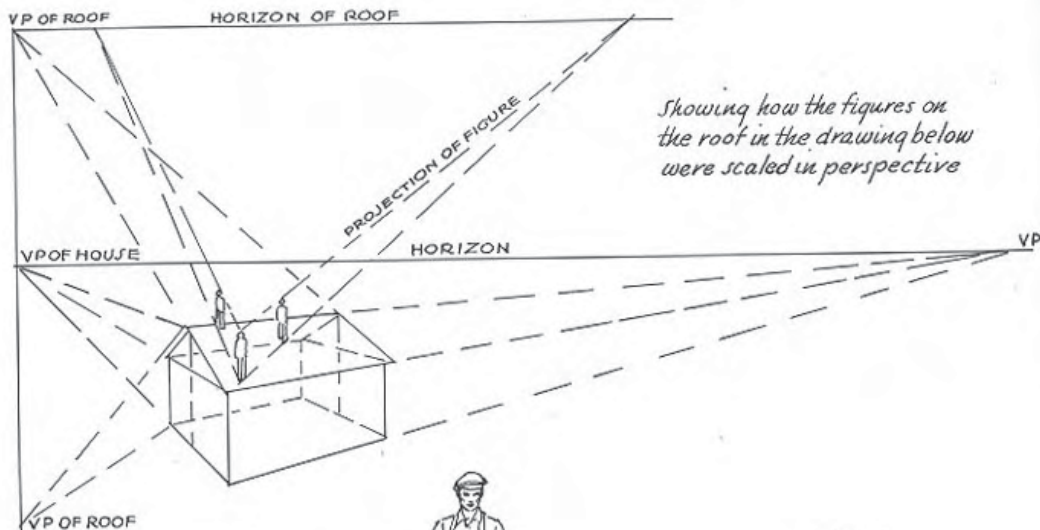 VP OF ROOF
HORIZON OF ROOF
PROJECTION OF FIGURE
Showing how the figures on
the roof in the drawing below
were scaled in perspective
VP OF HOUSE
HORIZON
VP
VP OF ROOF